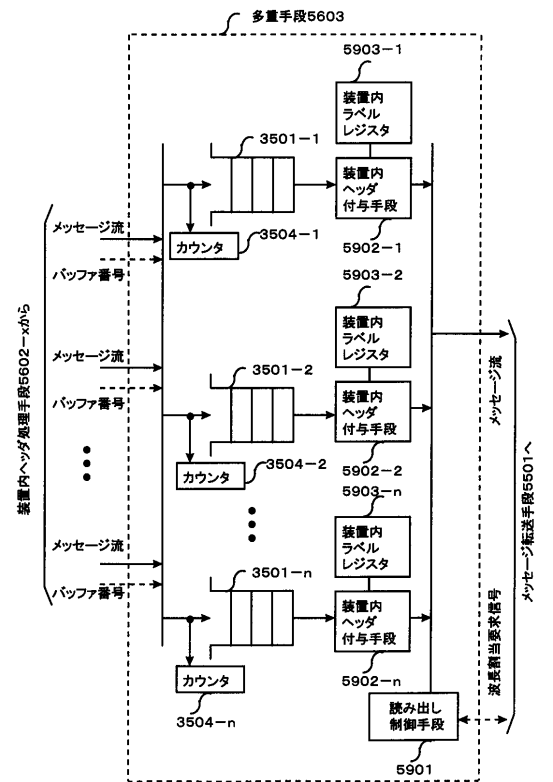 多重手段5603
5903-1
装置内
ラベル
レジスタ
3501-1
装置内
ヘッダ
付与手段
メッセージ流
カウンタ
3504-1
5902-1
バッファ番号
5903-2
装置内
ラベル
レジスタ
メッセージ流
3501-2
バッファ番号
装置内
ヘッダ
付与手段
カウンタ
3504-2
5902-2
5903-n
装置内
ラベル
レジスタ
メッセージ流
3501-n
バッファ番号
装置内
ヘッダ
付与手段
カウンタ
5902-n
3504-n
読み出し
制御手段
5901
装置内ヘッダ処理手段5602-xから
メッセージ流
波長割当要求信号
メッセージ転送手段5501へ